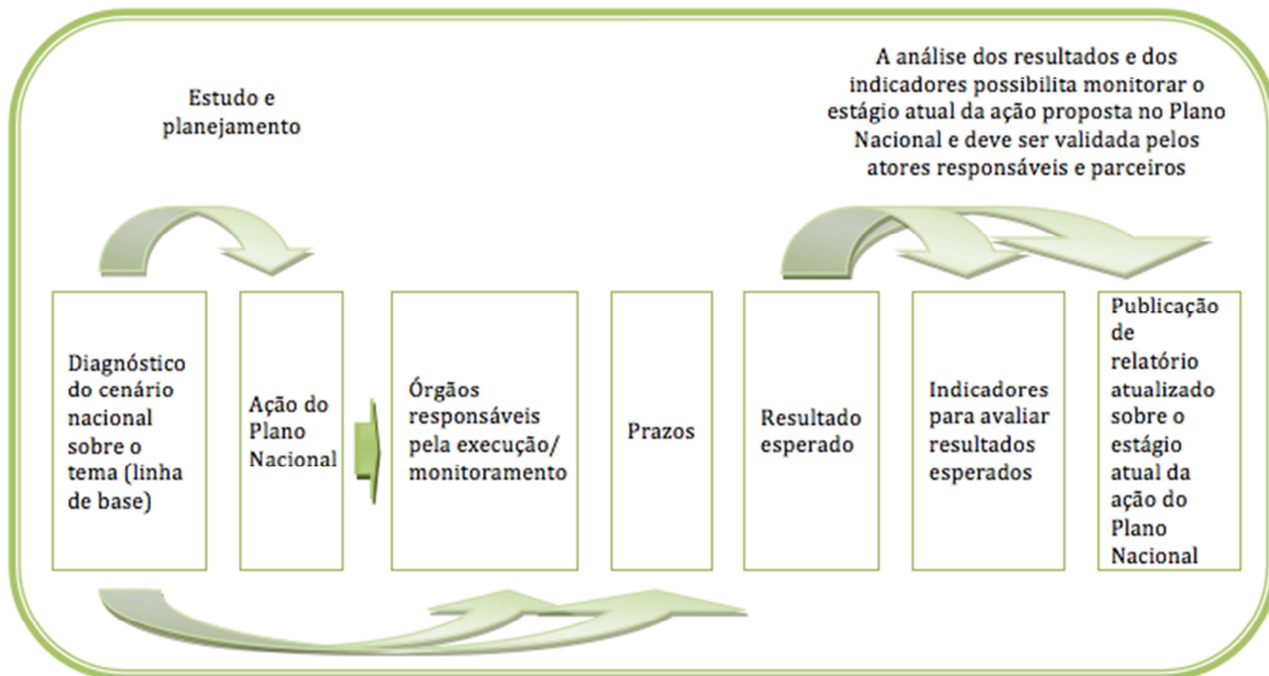 Estudo e
planejamento
A análise dos resultados e dos
indicadores possibilita monitorar o
estágio atual da ação proposta no Plano
Nacional e deve ser validada pelos
atores responsáveis e parceiros
Diagnóstico
do cenário
nacional
sobre o
tema (linha
de base)
Ação do
Plano
Nacional
Órgãos
responsáveis
pela execução/
monitoramento
Prazos
Resultado
esperado
Indicadores
para avaliar
resultados
esperados
Publicação
de
relatório
atualizado
sobre o
estágio
atual da
ação do
Plano
Nacional